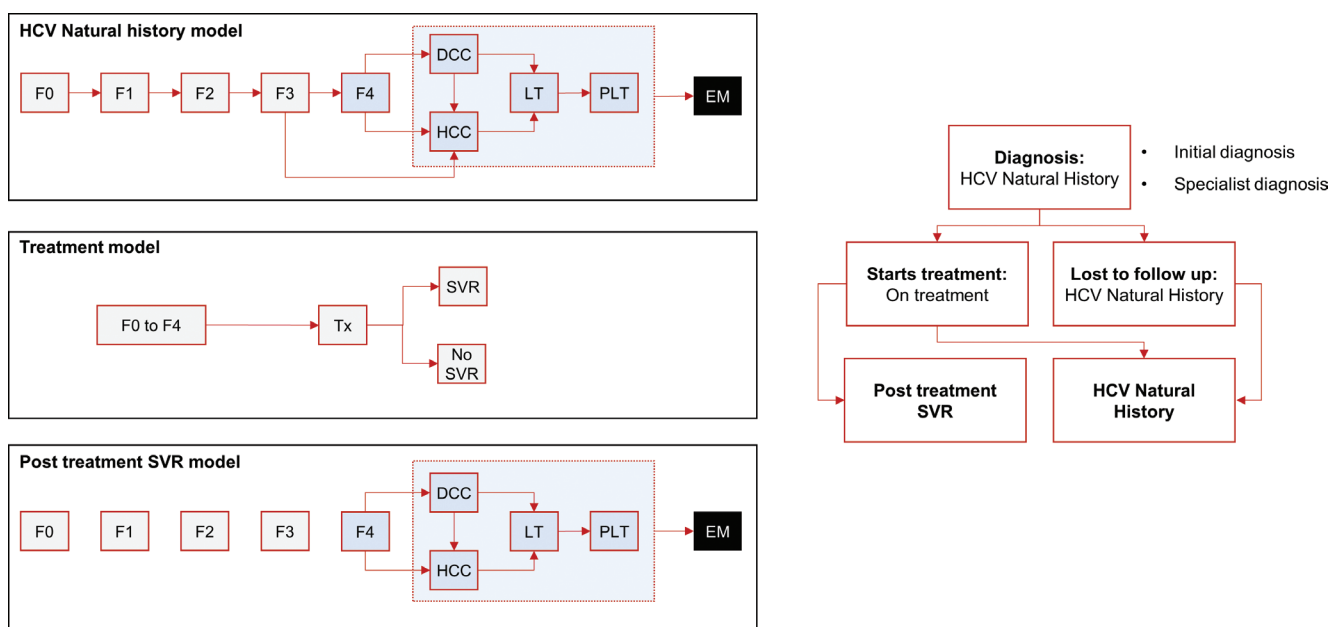 HCV Natural history model
F0
F1
F2
F3
F4
DCC
HCC
LT
PLT
EM
Treatment model
F0 to F4
Tx
SVR
No
SVR
Post treatment SVR model
F0
F1
F2
F3
F4
DCC
HCC
LT
PLT
EM
Diagnosis:
HCV Natural History
• Initial diagnosis
• Specialist diagnosis
Starts treatment:
On treatment
Lost to follow up:
HCV Natural History
Post treatment
SVR
HCV Natural
History